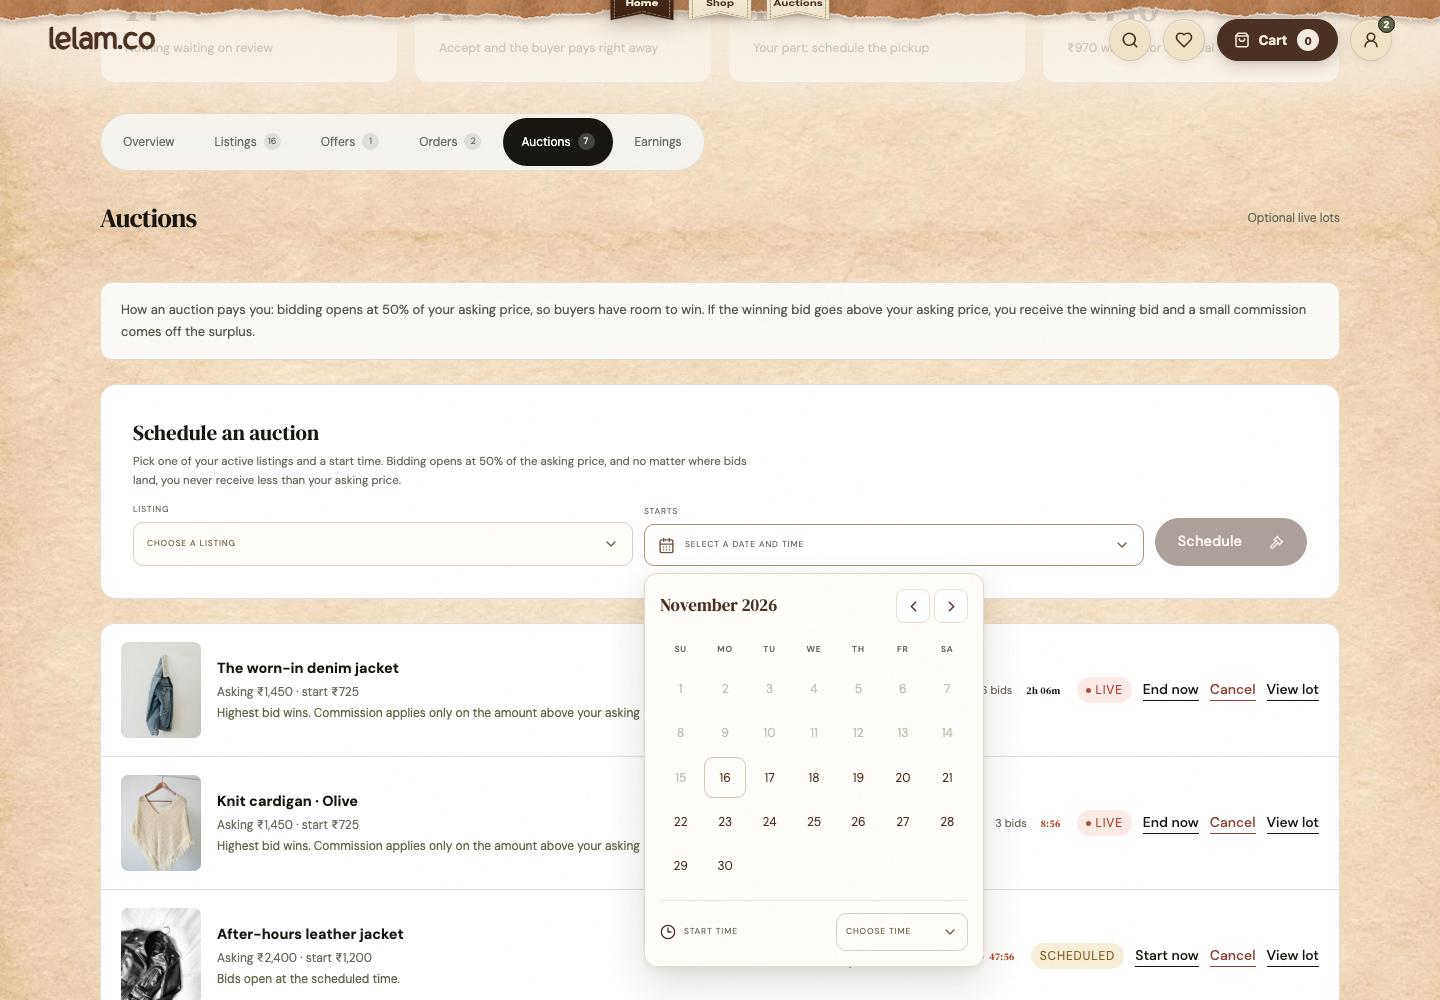 Home
Shop
Auctions
lelam.co
Nothing waiting on review
Accept and the buyer pays right away
Your part: schedule the pickup
Cart 0
2
Overview
Listings 16
Offers 1
Orders 2
Auctions 7
Earnings
Auctions
Optional live lots
How an auction pays you: bidding opens at 50% of your asking price, so buyers have room to win. If the winning bid goes above your asking price, you receive the winning bid and a small commission
comes off the surplus.
Schedule an auction
Pick one of your active listings and a start time. Bidding opens at 50% of the asking price, and no matter where bids
land, you never receive less than your asking price.
LISTING
CHOOSE A LISTING
STARTS
SELECT A DATE AND TIME
Schedule
November 2026
SU MO TU WE TH FR SA
1 2 3 4 5 6 7
8 9 10 11 12 13 14
15 16 17 18 19 20 21
22 23 24 25 26 27 28
29 30
START TIME
CHOOSE TIME
The worn-in denim jacket
Asking ₹1,450 · start ₹725
Highest bid wins. Commission applies only on the amount above your asking
bids 2h 06m LIVE End now Cancel View lot
Knit cardigan · Olive
Asking ₹1,450 · start ₹725
Highest bid wins. Commission applies only on the amount above your asking
3 bids 8:56 LIVE End now Cancel View lot
After-hours leather jacket
Asking ₹2,400 · start ₹1,200
Bids open at the scheduled time.
47:56 SCHEDULED Start now Cancel View lot